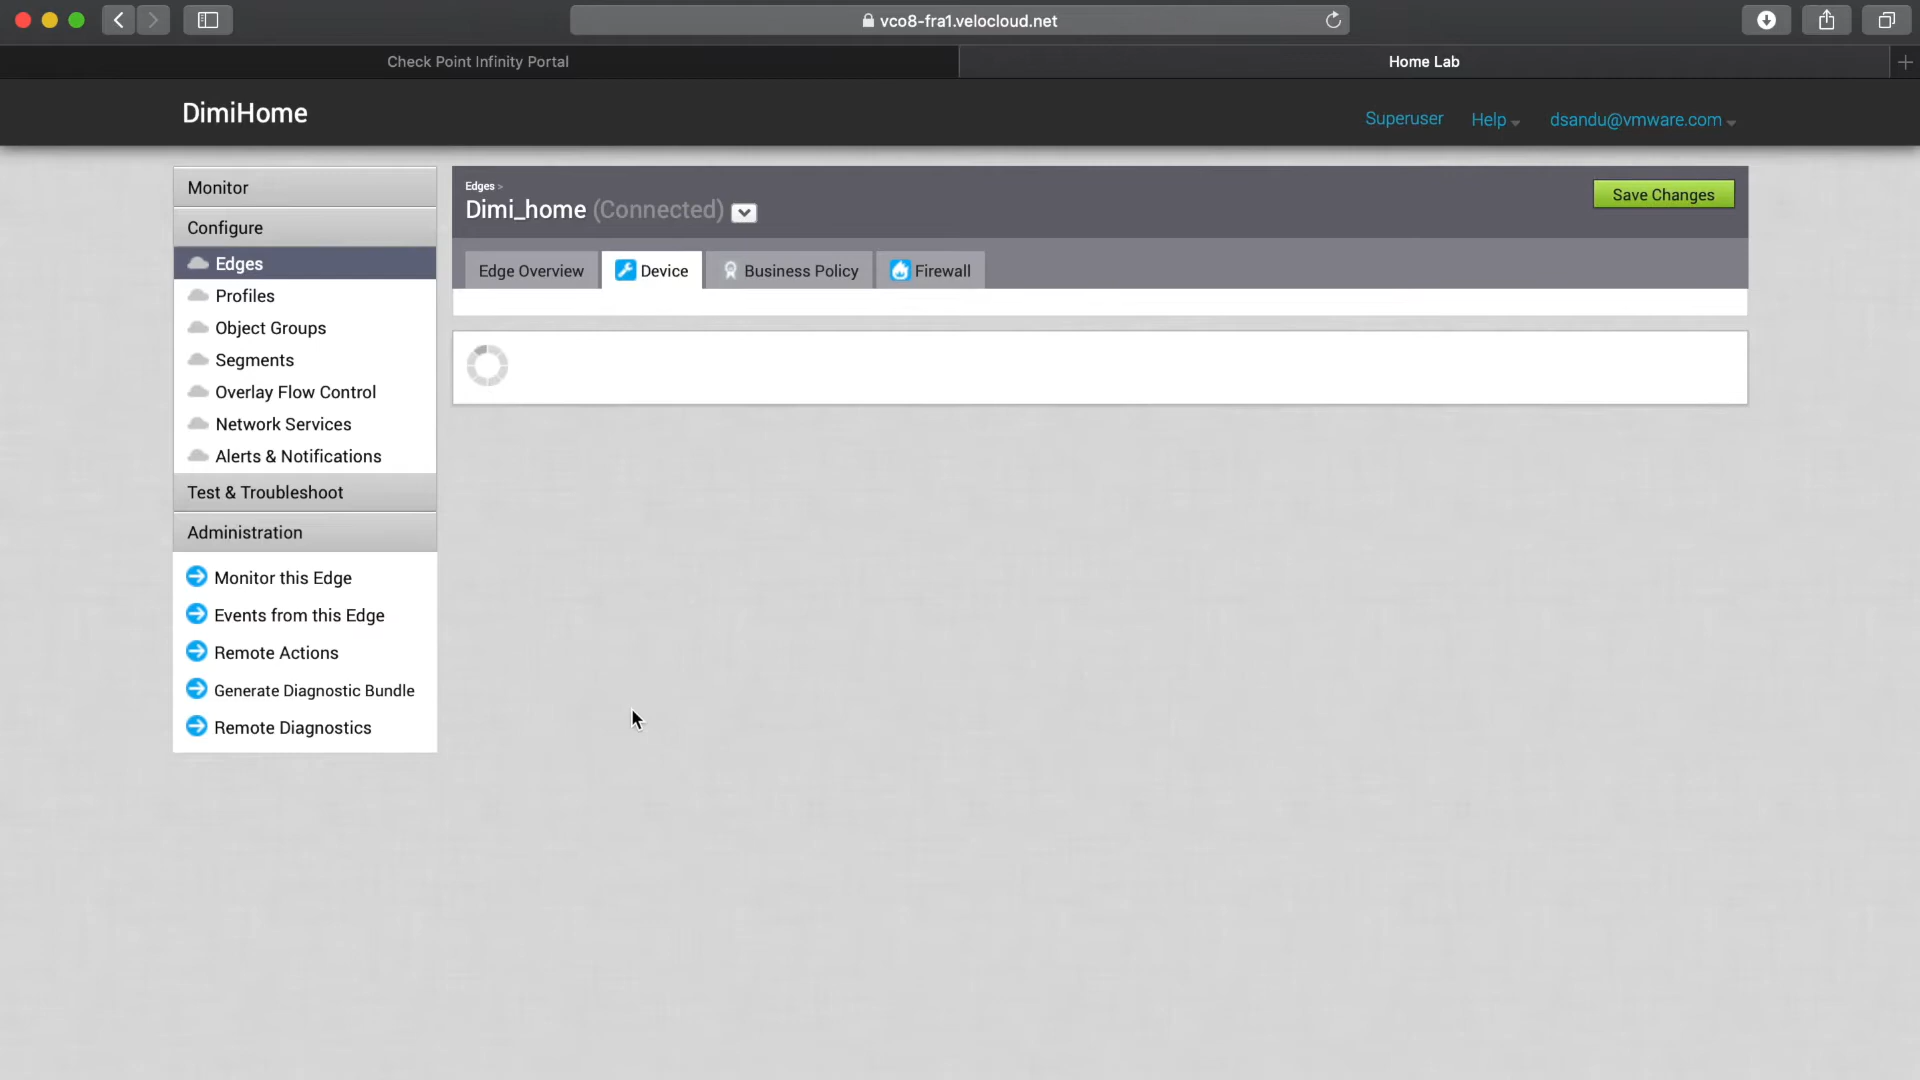 vco8-fra1.velocloud.net
Check Point Infinity Portal
Home Lab
DimiHome
Superuser
Help
dsandu@vmware.com
Monitor
Configure
Edges
Profiles
Object Groups
Segments
Overlay Flow Control
Network Services
Alerts & Notifications
Test & Troubleshoot
Administration
Monitor this Edge
Events from this Edge
Remote Actions
Generate Diagnostic Bundle
Remote Diagnostics
Edges >
Dimi_home (Connected)
Save Changes
Edge Overview
Device
Business Policy
Firewall